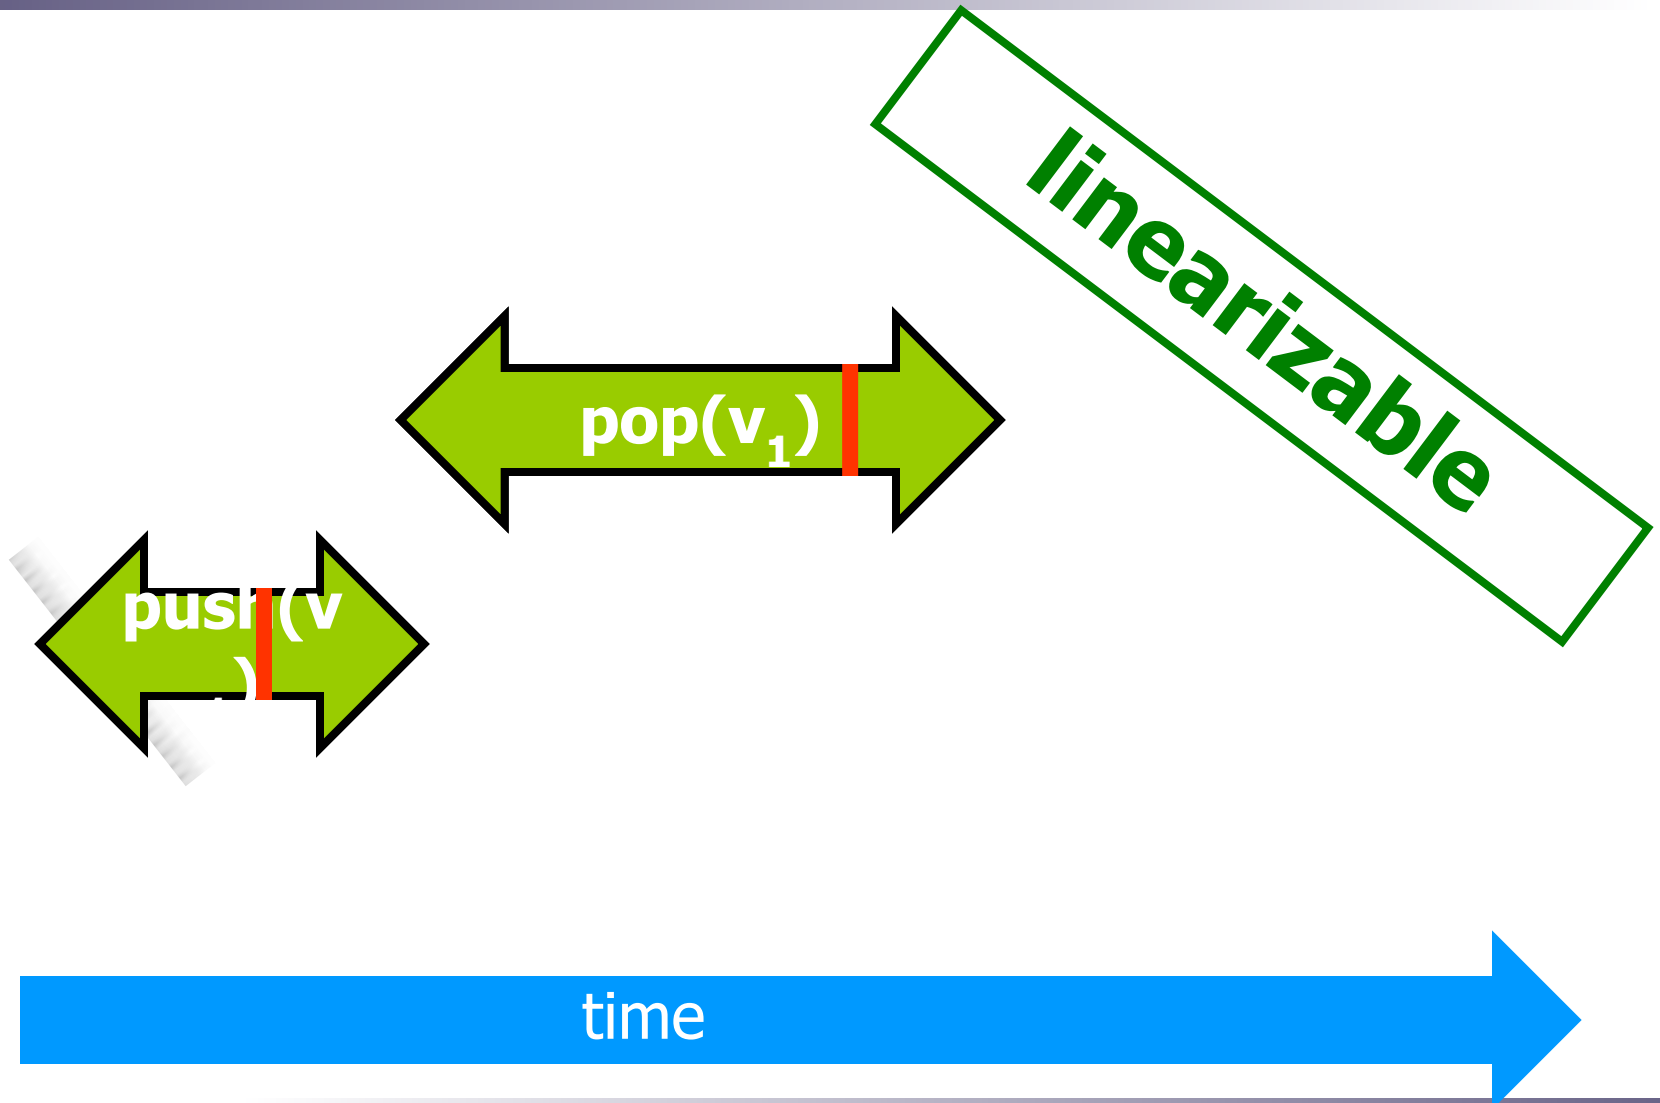 linearizable
pop(v₁)
push(v
)
time